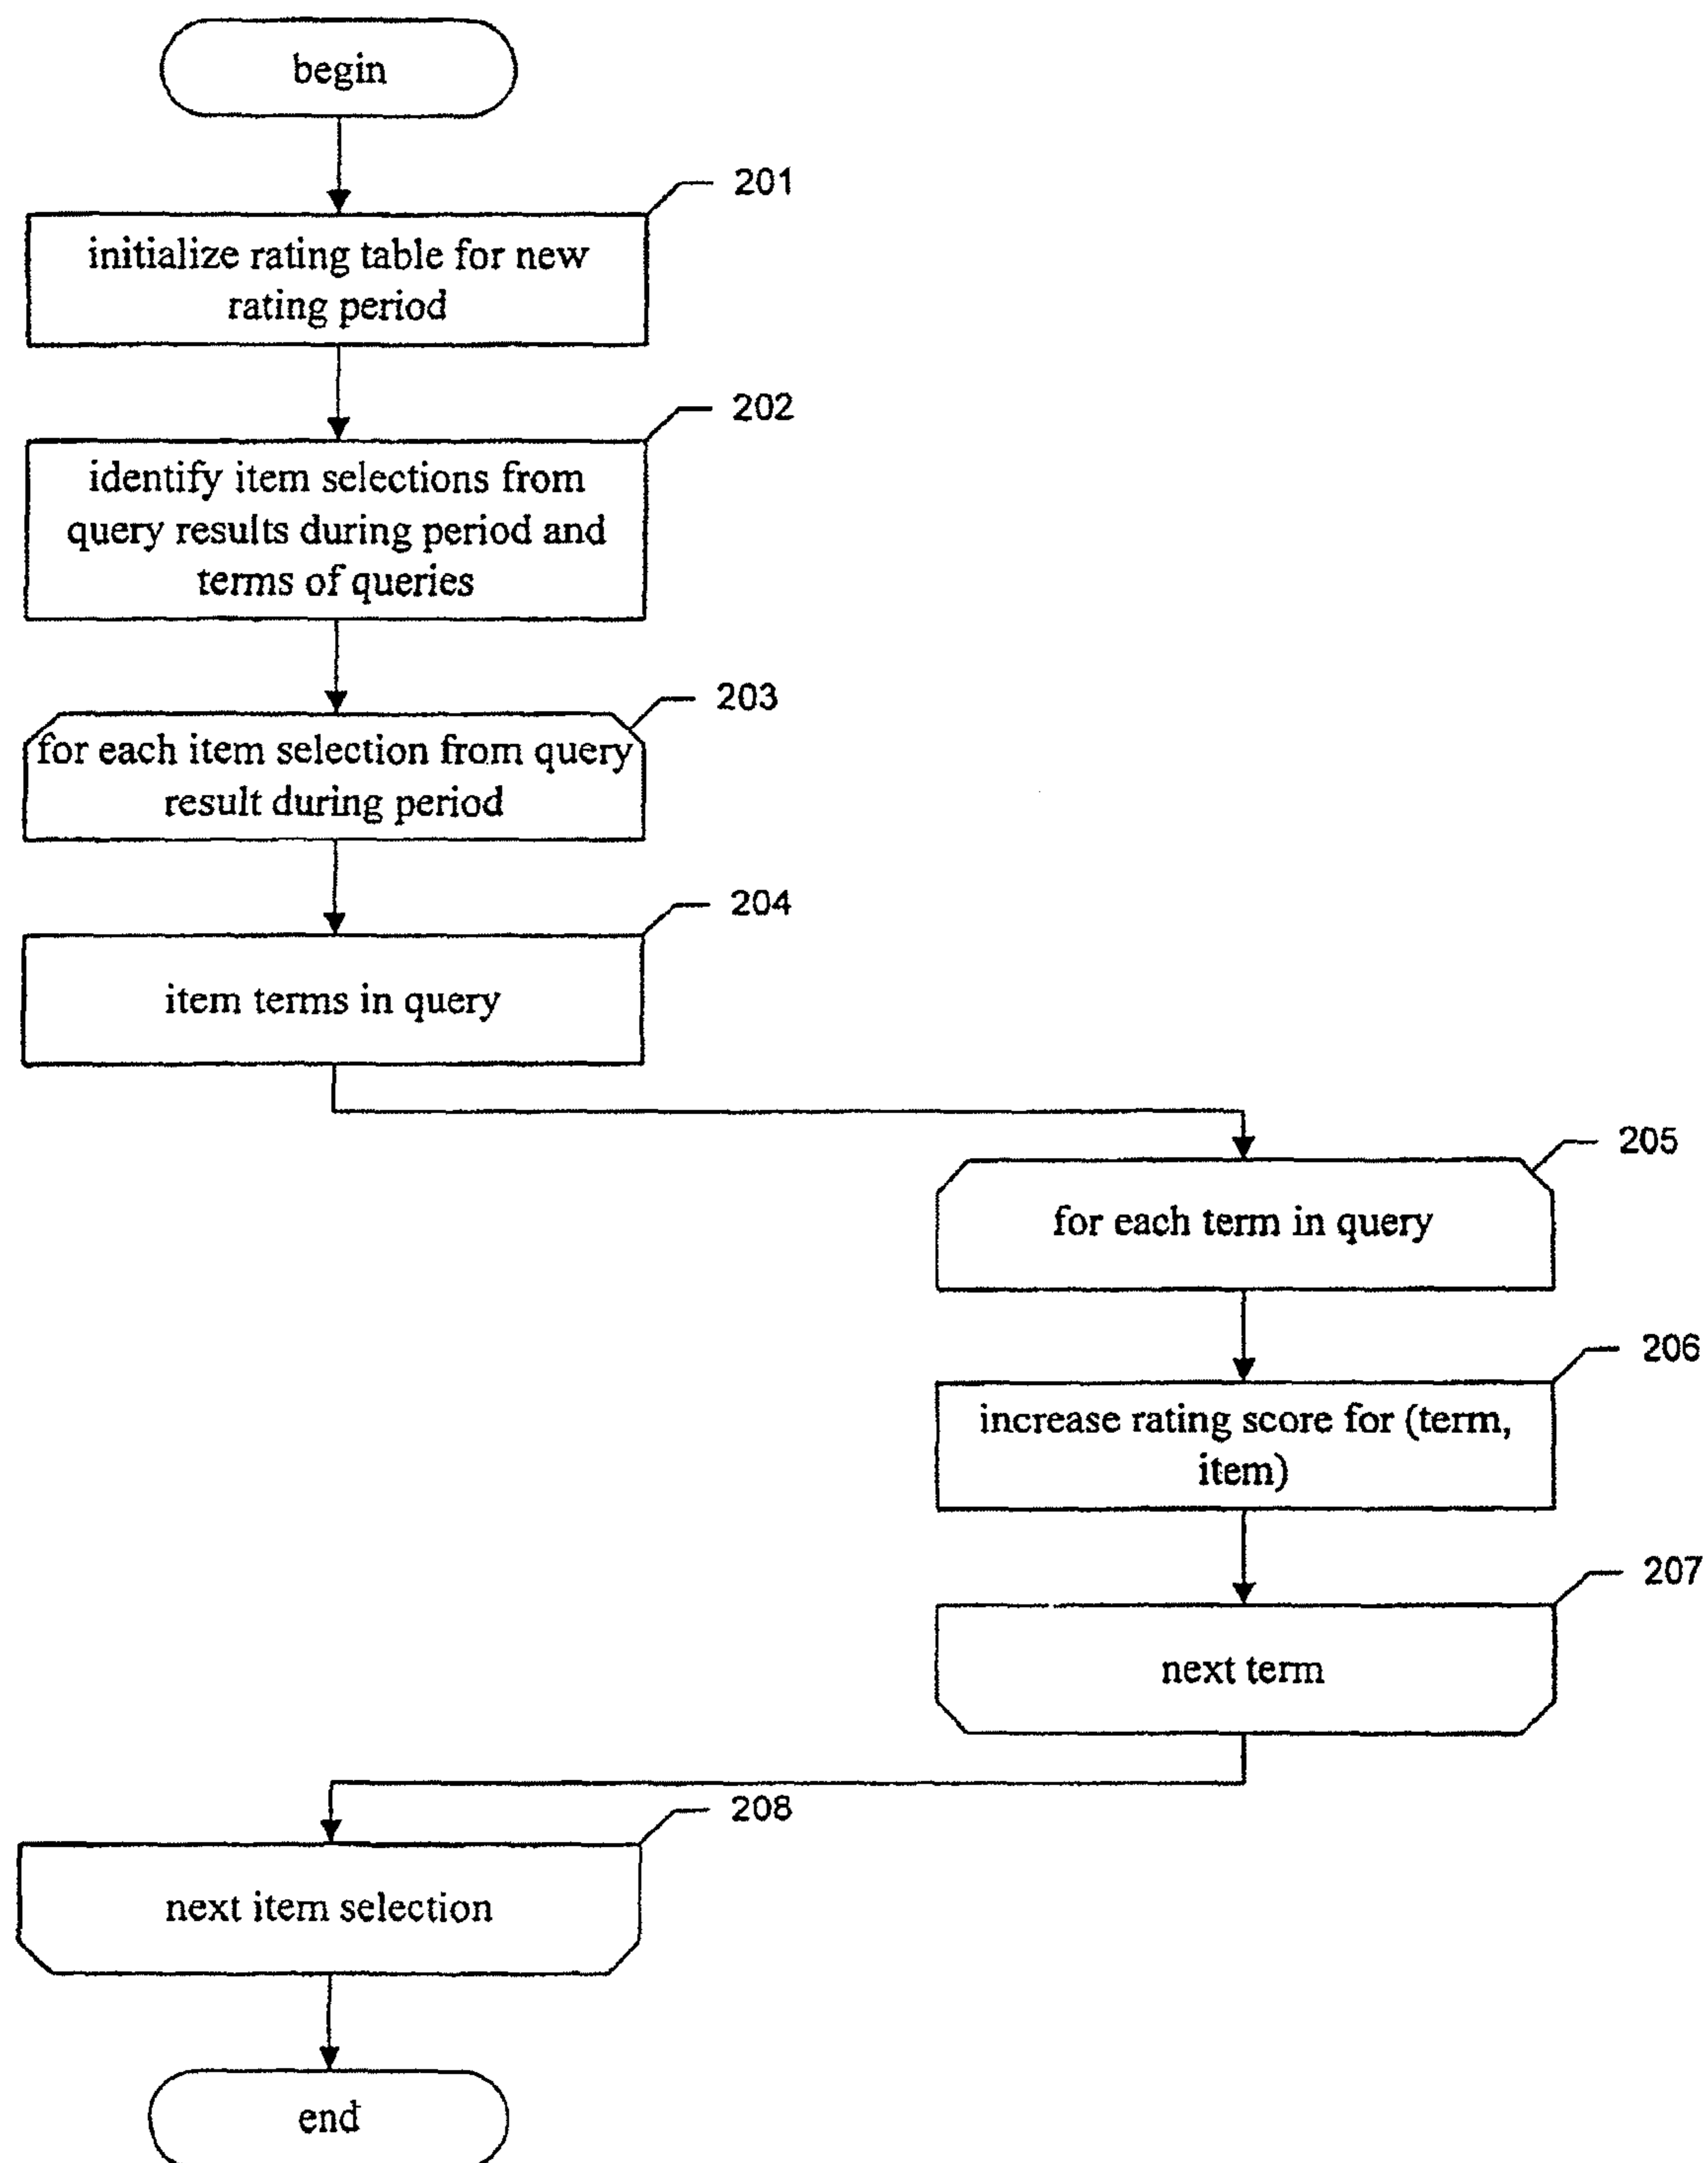 begin
201
initialize rating table for new
rating period
202
identify item selections from
query results during period and
terms of queries
203
for each item selection from query
result during period
204
item terms in query
205
for each term in query
206
increase rating score for (term,
item)
207
next term
208
next item selection
end